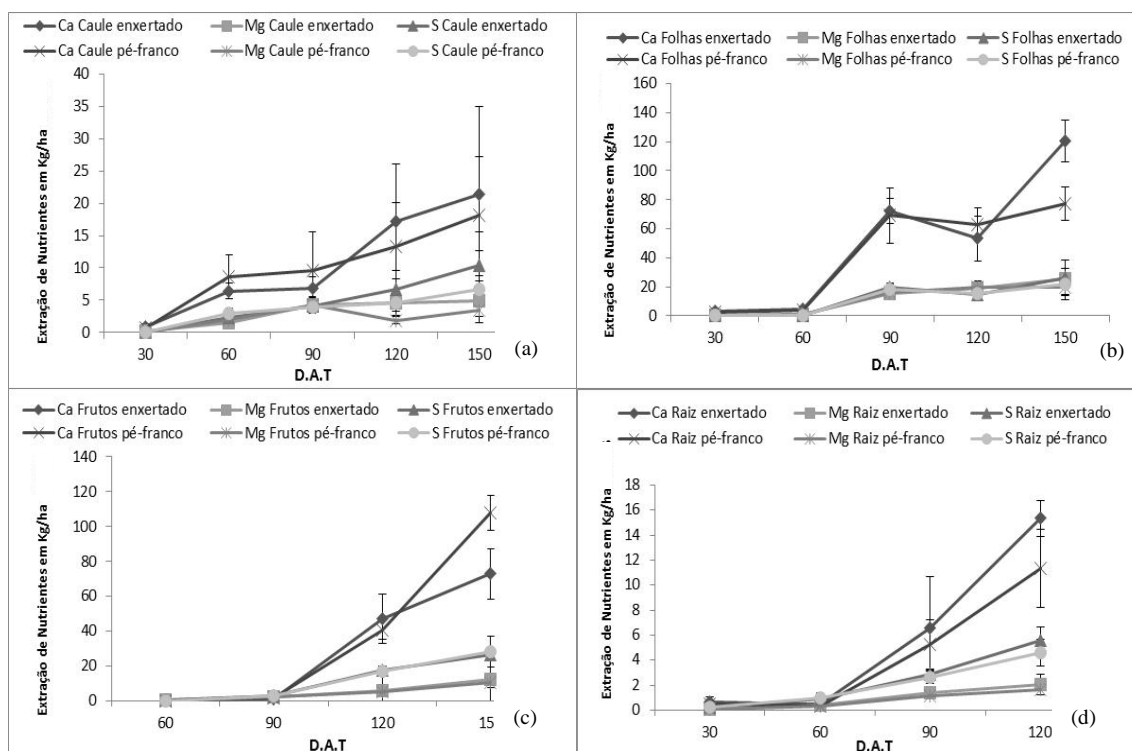 Ca Caule enxertado Mg Caule enxertado S Caule enxertado
Ca Caule pé-franco Mg Caule pé-franco S Caule pé-franco
Extração de Nutrientes em Kg/ha
40
35
30
25
20
15
10
5
0
30 60 90 120 150
D.A.T
(a)
Ca Folhas enxertado Mg Folhas enxertado S Folhas enxertado
Ca Folhas pé-franco Mg Folhas pé-franco S Folhas pé-franco
Extração de Nutrientes em Kg/ha
160
140
120
100
80
60
40
20
0
30 60 90 120 150
D.A.T
(b)
Ca Frutos enxertado Mg Frutos enxertado S Frutos enxertado
Ca Frutos pé-franco Mg Frutos pé-franco S Frutos pé-franco
Extração de Nutrientes em Kg/ha
140
120
100
80
60
40
20
0
60 90 120 15
D.A.T
(c)
Ca Raiz enxertado Mg Raiz enxertado S Raiz enxertado
Ca Raiz pé-franco Mg Raiz pé-franco S Raiz pé-franco
Extração de Nutrientes em Kg/ha
18
16
14
12
10
8
6
4
2
0
30 60 90 120
D.A.T
(d)